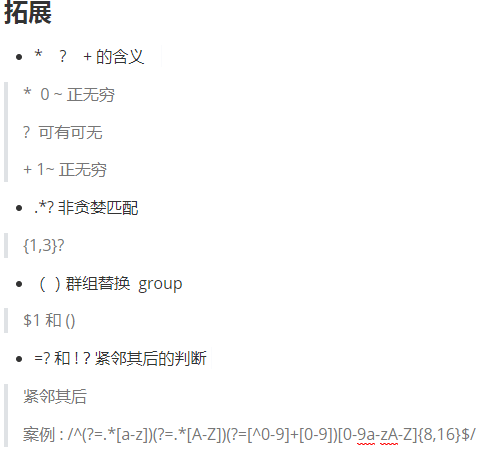 拓展
* ? + 的含义
* 0 ~ 正无穷
? 可有可无
+ 1~ 正无穷
.*? 非贪婪匹配
{1,3}?
( ) 群组替换 group
$1 和 ()
=? 和 ! ? 紧邻其后的判断
紧邻其后
案例 : /^(?=.*[a-z])(?=.*[A-Z])(?=[^0-9]+[0-9])[0-9a-zA-Z]{8,16}$/